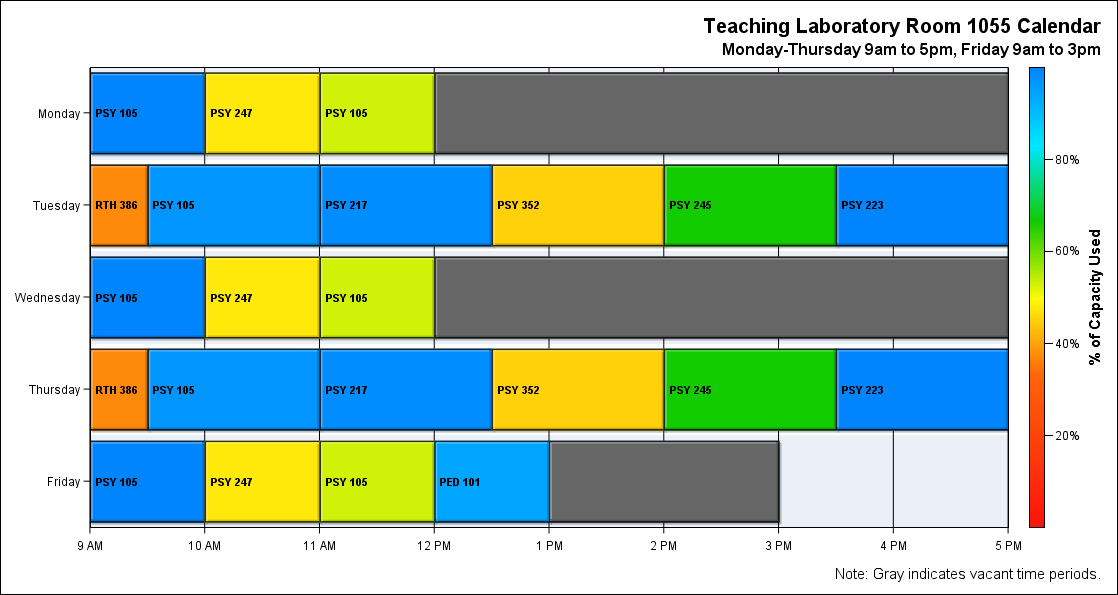 Teaching Laboratory Room 1055 Calendar
Monday-Thursday 9am to 5pm, Friday 9am to 3pm
Monday PSY 105 PSY 247 PSY 105
Tuesday RTH 386 PSY 105 PSY 217 PSY 352 PSY 245 PSY 223
Wednesday PSY 105 PSY 247 PSY 105
Thursday RTH 386 PSY 105 PSY 217 PSY 352 PSY 245 PSY 223
Friday PSY 105 PSY 247 PSY 105 PED 101
9 AM 10 AM 11 AM 12 PM 1 PM 2 PM 3 PM 4 PM 5 PM
80%
60%
40%
20%
% of Capacity Used
Note: Gray indicates vacant time periods.